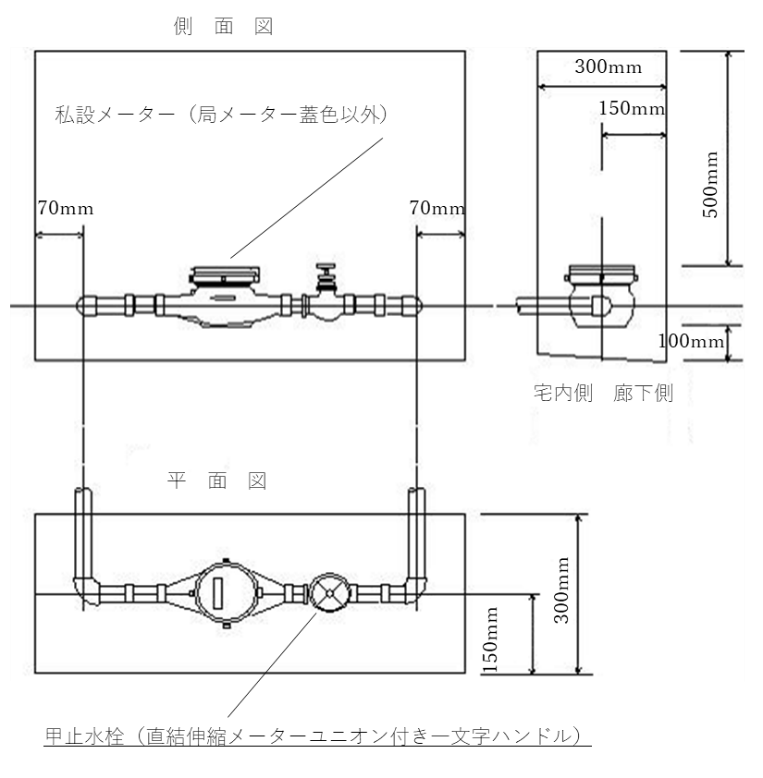 側 面 図
300mm
150mm
私設メーター（局メーター蓋色以外）
500mm
70mm
70mm
100mm
宅内側 廊下側
平 面 図
300mm
150mm
甲止水栓（直結伸縮メーターユニオン付き一文字ハンドル）